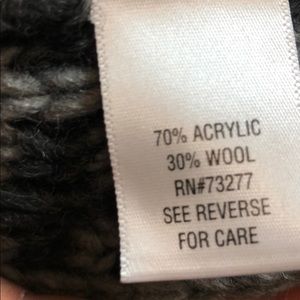 70% ACRYLIC
30% WOOL
RN#73277
SEE REVERSE
FOR CARE